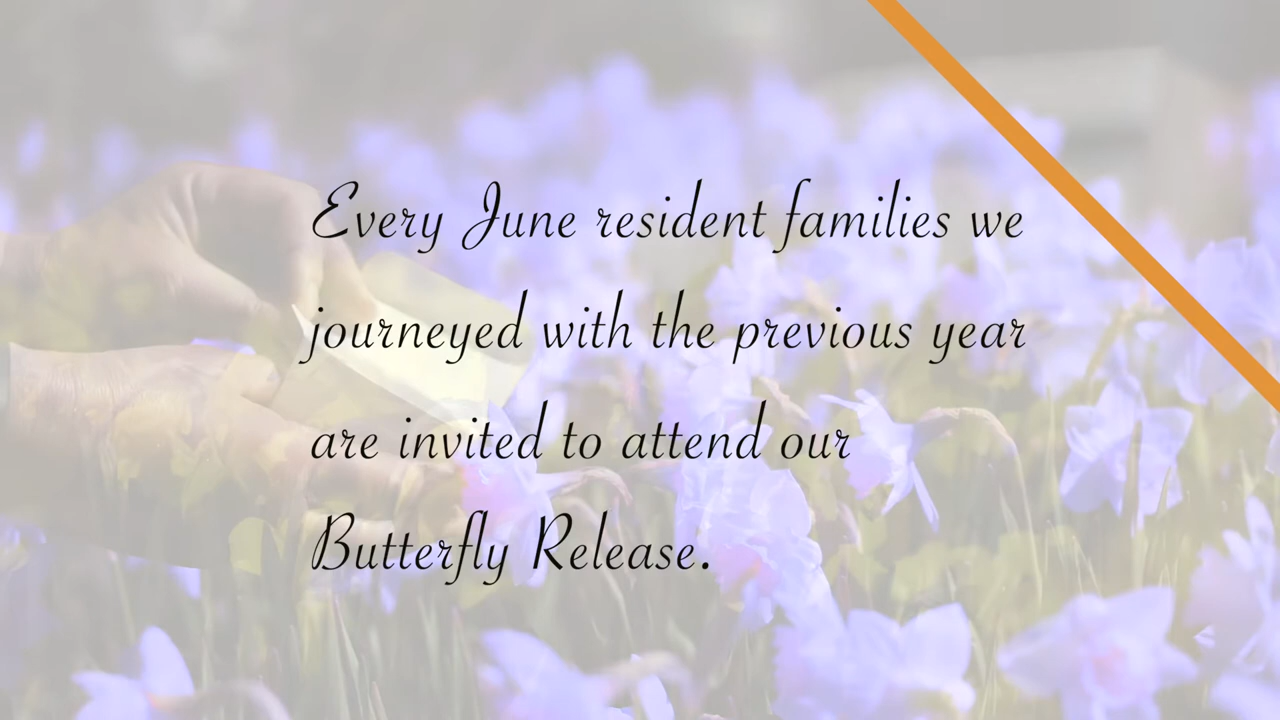 Every June resident families we
journeyed with the previous year
are invited to attend our
Butterfly Release.